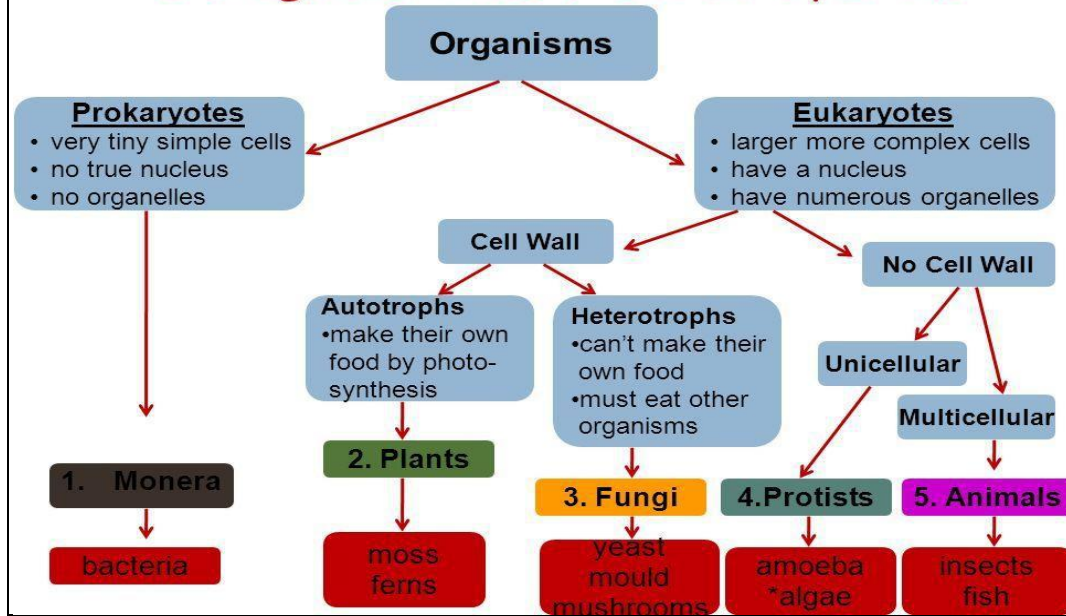 Organisms
Prokaryotes
• very tiny simple cells
• no true nucleus
• no organelles
Eukaryotes
• larger more complex cells
• have a nucleus
• have numerous organelles
Cell Wall
No Cell Wall
Autotrophs
•make their own
food by photo-
synthesis
Heterotrophs
•can't make their
own food
•must eat other
organisms
Unicellular
Multicellular
1. Monera
2. Plants
3. Fungi
4.Protists
5. Animals
bacteria
moss
ferns
yeast
mould
mushrooms
amoeba
*algae
insects
fish